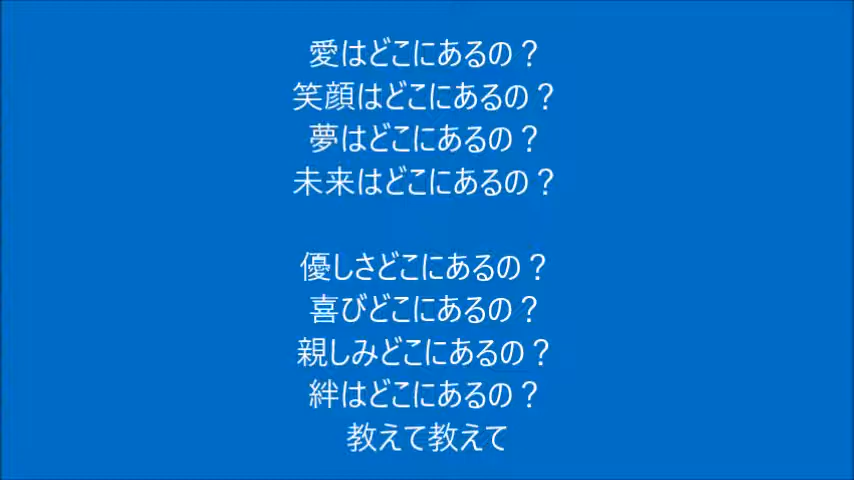 愛はどこにあるの？
笑顔はどこにあるの？
夢はどこにあるの？
未来はどこにあるの？
優しさどこにあるの？
喜びどこにあるの？
親しみどこにあるの？
絆はどこにあるの？
教えて教えて